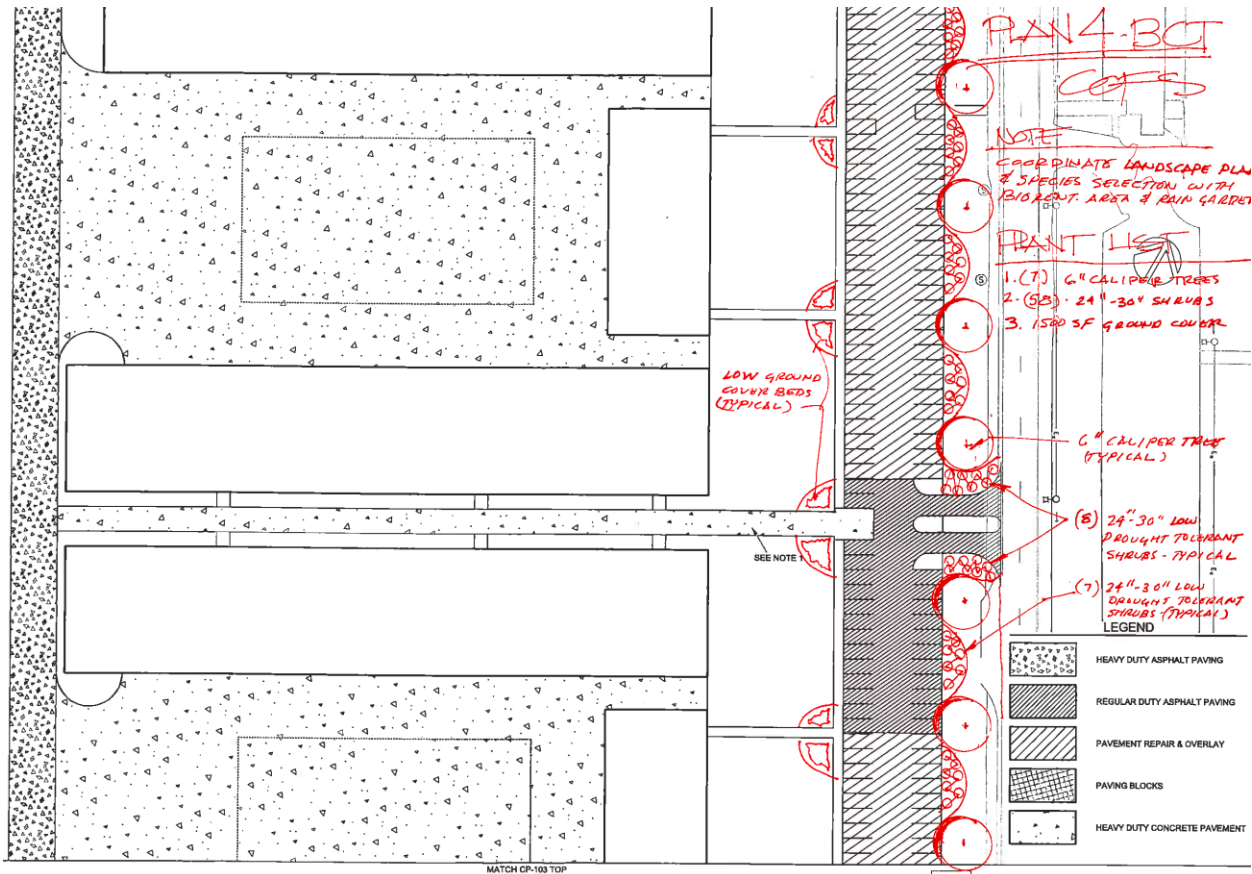 PLAN 4-BCT
COFS
NOTE
COORDINATE LANDSCAPE PLAN
& SPECIES SELECTION WITH
BIORENT. AREA & RAIN GARDEN
PLANT LIST
1. (7) 6" CALIPER TREES
2. (58) . 24"-30" SHRUBS
3. 1500 SF GROUND COVER
LOW GROUND
COVER BEDS
(TYPICAL)
6" CALIPER TREE
(TYPICAL)
(8) 24"-30" LOW
DROUGHT TOLERANT
SHRUBS - TYPICAL
SEE NOTE 1
(7) 24"-30" LOW
DROUGHT TOLERANT
SHRUBS (TYPICAL)
LEGEND
HEAVY DUTY ASPHALT PAVING
REGULAR DUTY ASPHALT PAVING
PAVEMENT REPAIR & OVERLAY
PAVING BLOCKS
HEAVY DUTY CONCRETE PAVEMENT
MATCH CP-103 TOP
S
S